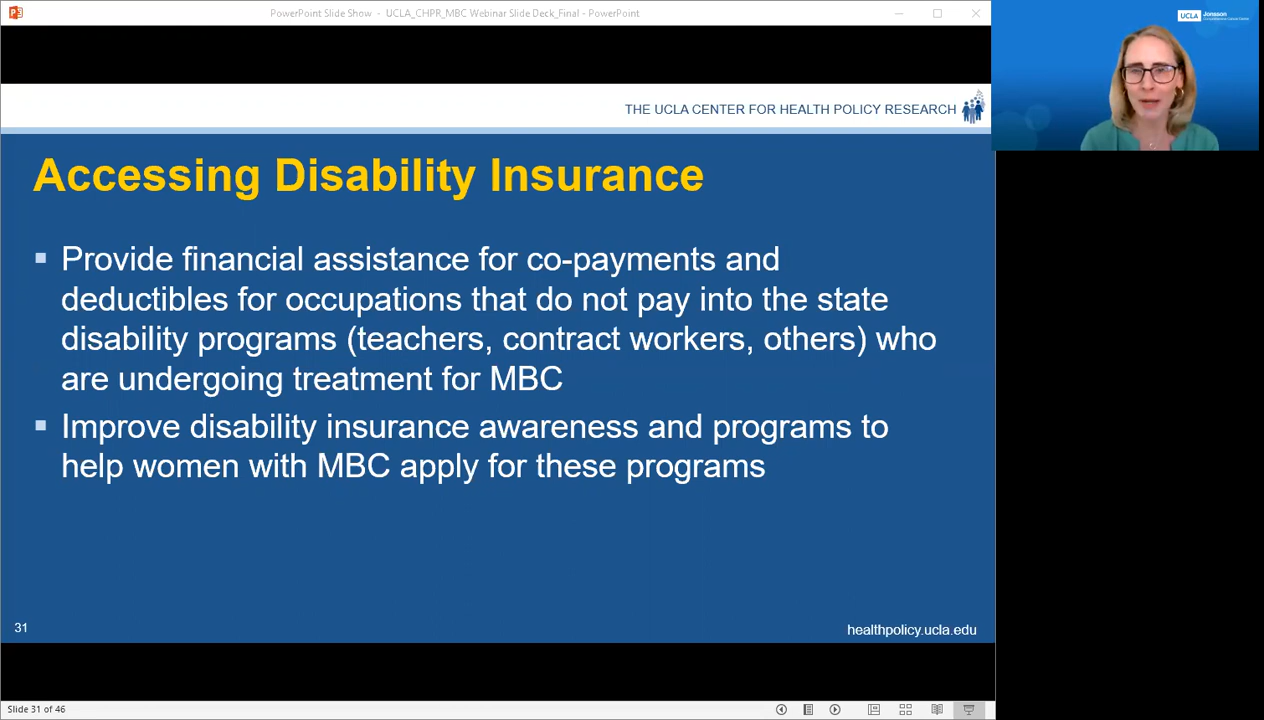 PowerPoint Slide Show - UCLA_CHPR_MBC Webinar Slide Deck_Final - PowerPoint
UCLA Jonsson
THE UCLA CENTER FOR HEALTH POLICY RESEARCH
Accessing Disability Insurance
Provide financial assistance for co-payments and
deductibles for occupations that do not pay into the state
disability programs (teachers, contract workers, others) who
are undergoing treatment for MBC
Improve disability insurance awareness and programs to
help women with MBC apply for these programs
31
healthpolicy.ucla.edu
Slide 31 of 46